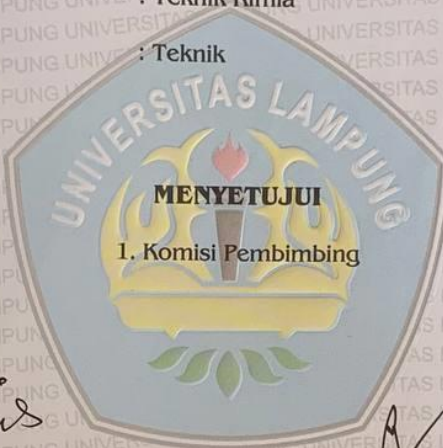 : Teknik Kimia
: Teknik
UNIVERSITAS LAMPUNG
MENYETUJUI
1. Komisi Pembimbing